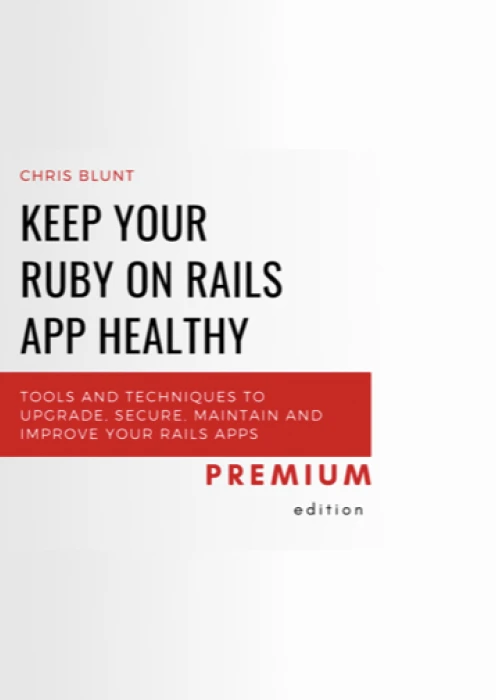 CHRIS BLUNT
KEEP YOUR
RUBY ON RAILS
APP HEALTHY
TOOLS AND TECHNIQUES TO
UPGRADE, SECURE, MAINTAIN AND
IMPROVE YOUR RAILS APPS
PREMIUM
edition